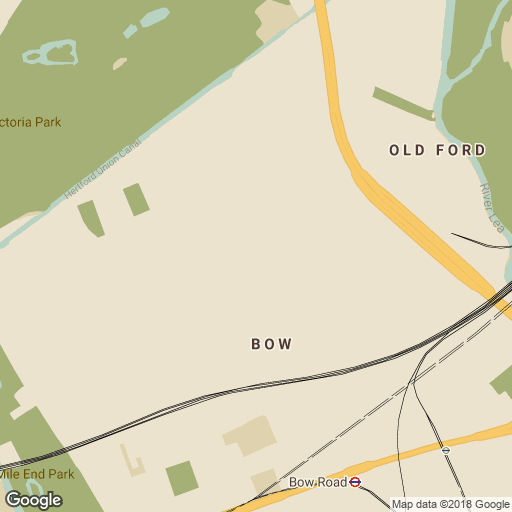 ctoria Park
Hertford Union Canal
OLD FORD
River Lea
BOW
Mile End Park
Bow Road
Google
Map data ©2018 Google